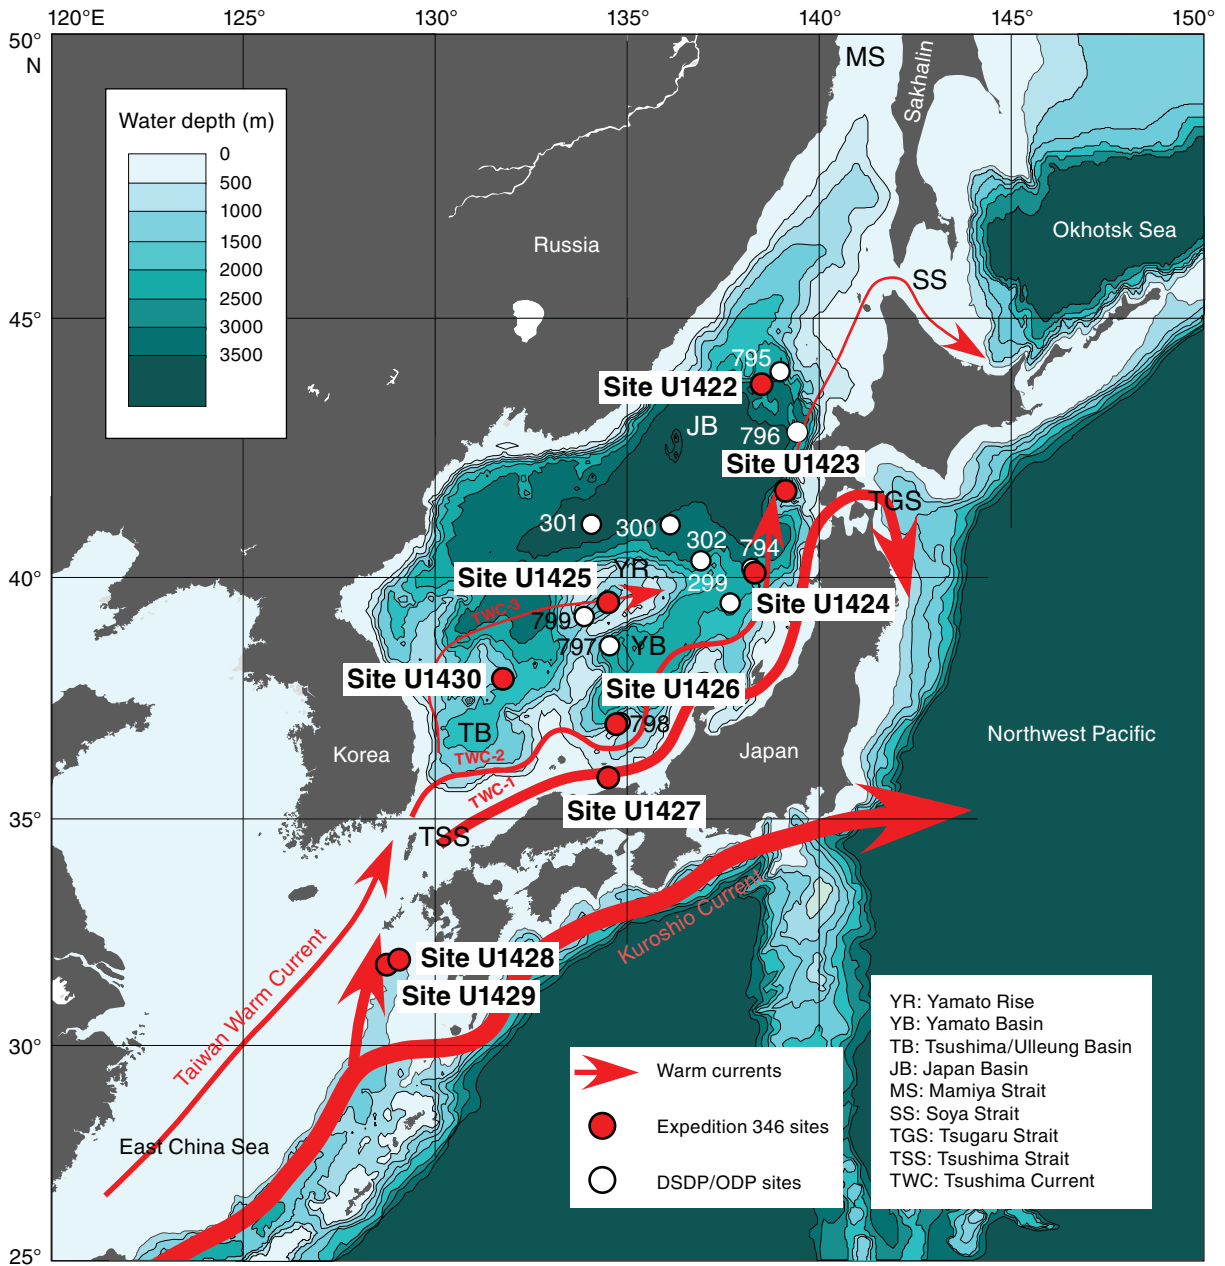 120°E 125° 130° 135° 140° 145° 150°
50°
N
MS
Sakhalin
Water depth (m)
0
500
1000
1500
2000
2500
3000
3500
Russia
Okhotsk Sea
SS
45°
795
Site U1422
JB
796
Site U1423
TGS
301
300
302
794
YR
Site U1425
40°
299
Site U1424
TWC-3
799
797
YB
Site U1430
Site U1426
798
TB
Korea
Japan
Northwest Pacific
TWC-2
TWC-1
Site U1427
35°
TSS
Kuroshio Current
Taiwan Warm Current
Site U1428
Site U1429
30°
East China Sea
25°
Warm currents
Expedition 346 sites
DSDP/ODP sites
YR: Yamato Rise
YB: Yamato Basin
TB: Tsushima/Ulleung Basin
JB: Japan Basin
MS: Mamiya Strait
SS: Soya Strait
TGS: Tsugaru Strait
TSS: Tsushima Strait
TWC: Tsushima Current